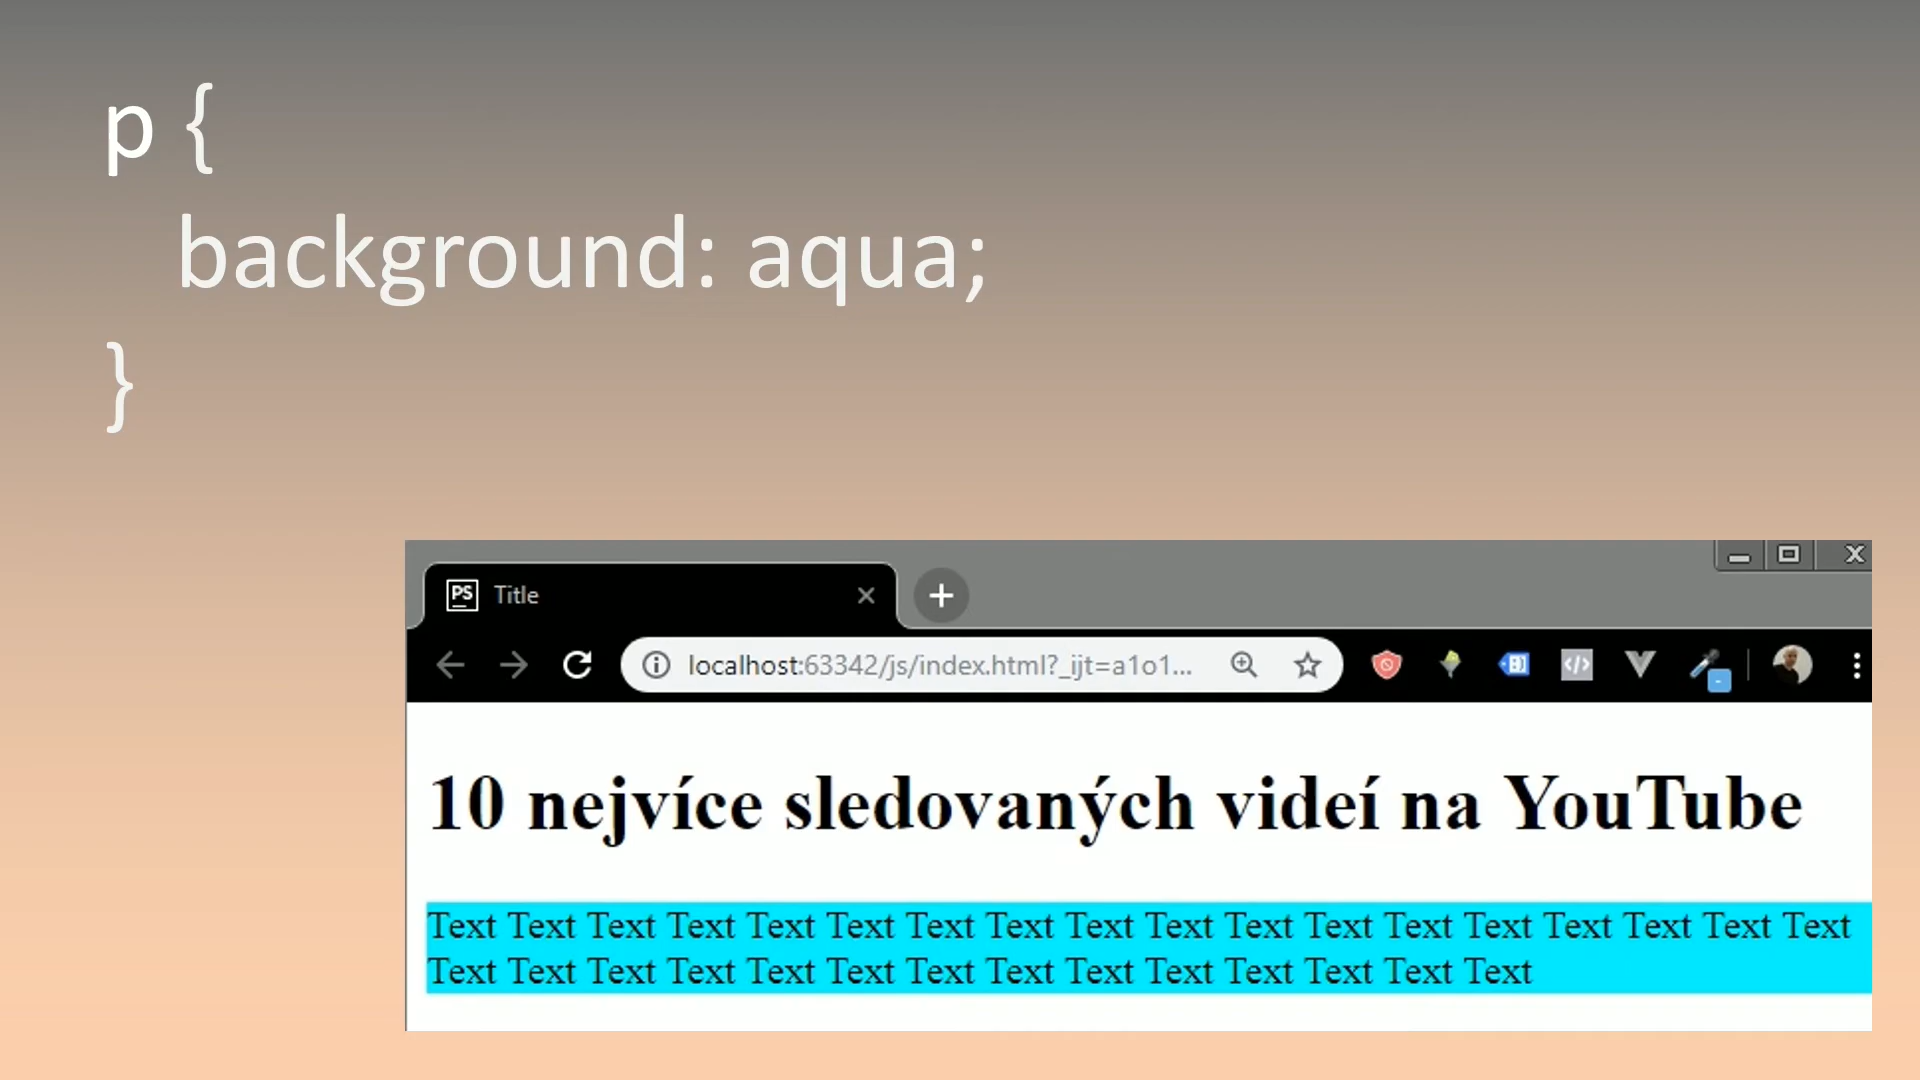 p {
background: aqua;
}
PS Title
localhost:63342/js/index.html?_ijt=a1o1...
10 nejvíce sledovaných videí na YouTube
Text Text Text Text Text Text Text Text Text Text Text Text Text Text Text Text Text Text
Text Text Text Text Text Text Text Text Text Text Text Text Text Text